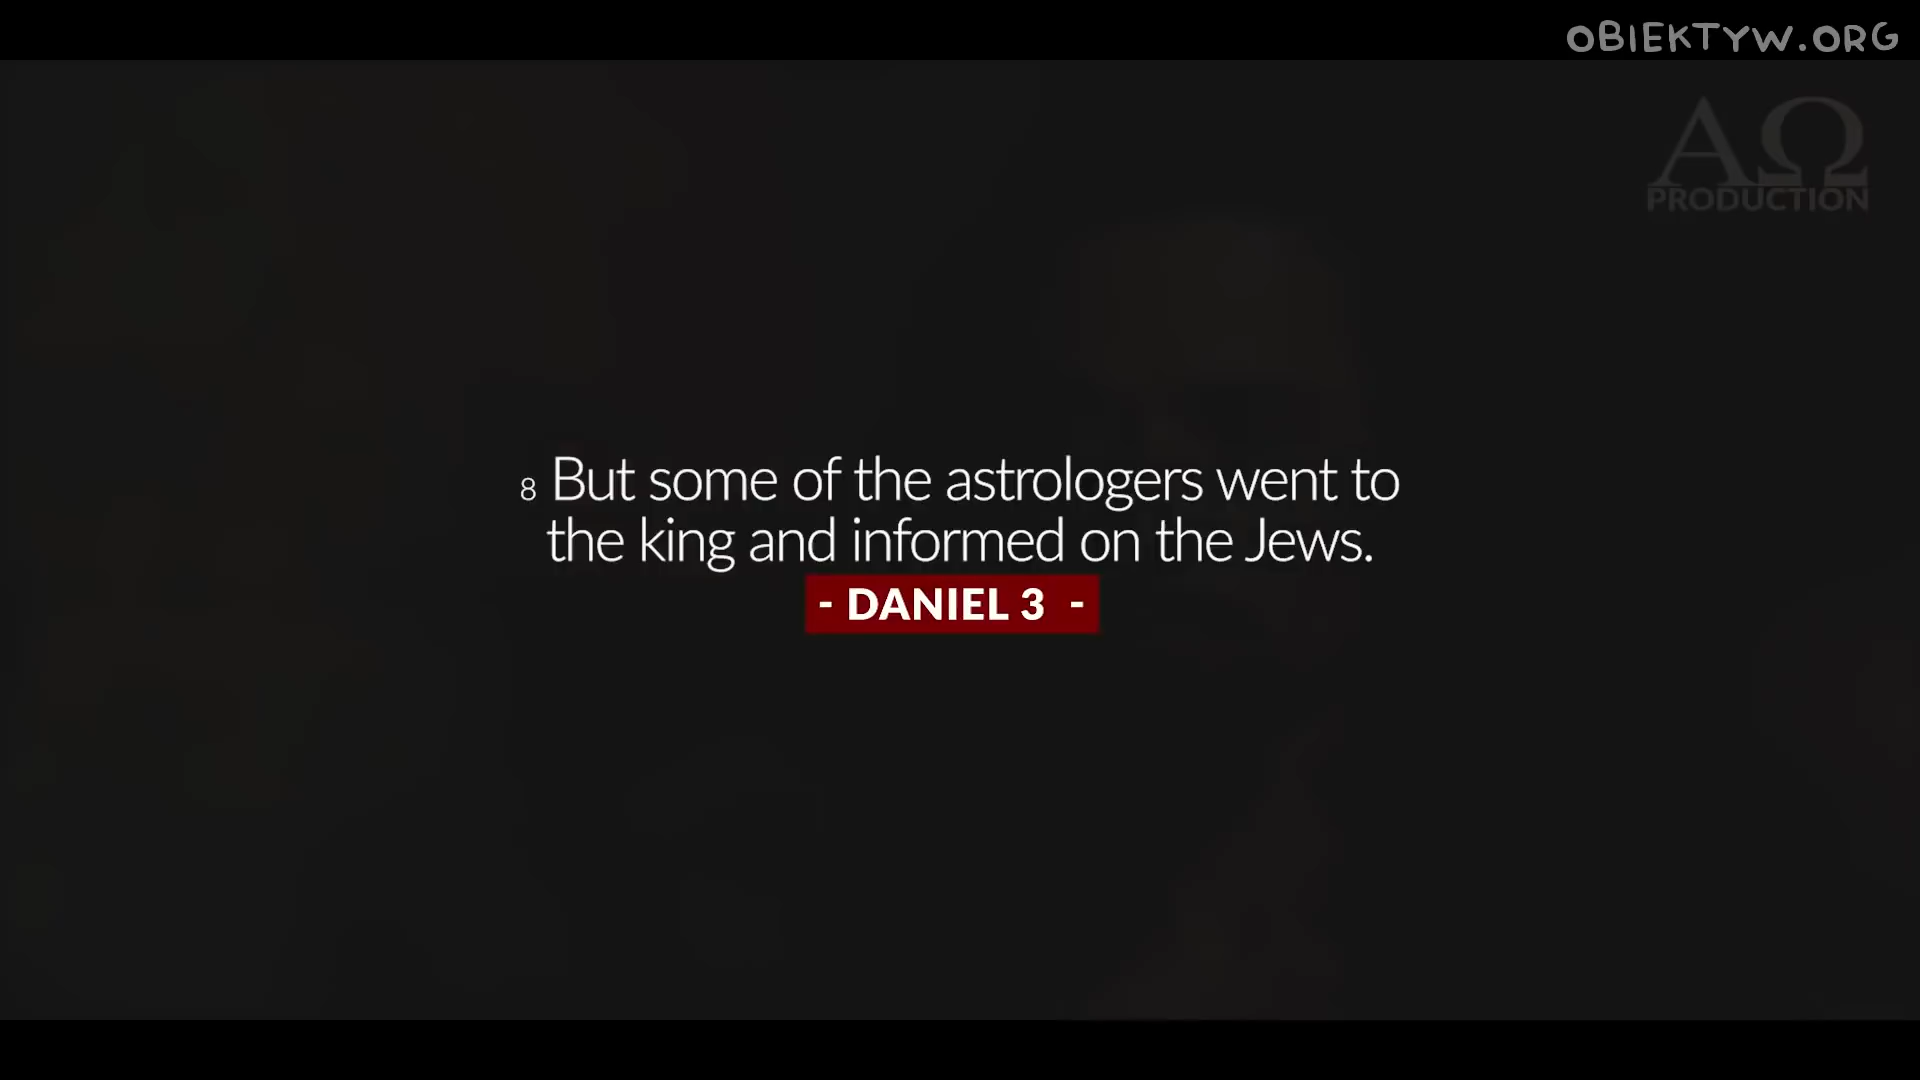 OBIEKTYW.ORG
ΑΩ
PRODUCTION
8 But some of the astrologers went to
the king and informed on the Jews.
- DANIEL 3 -